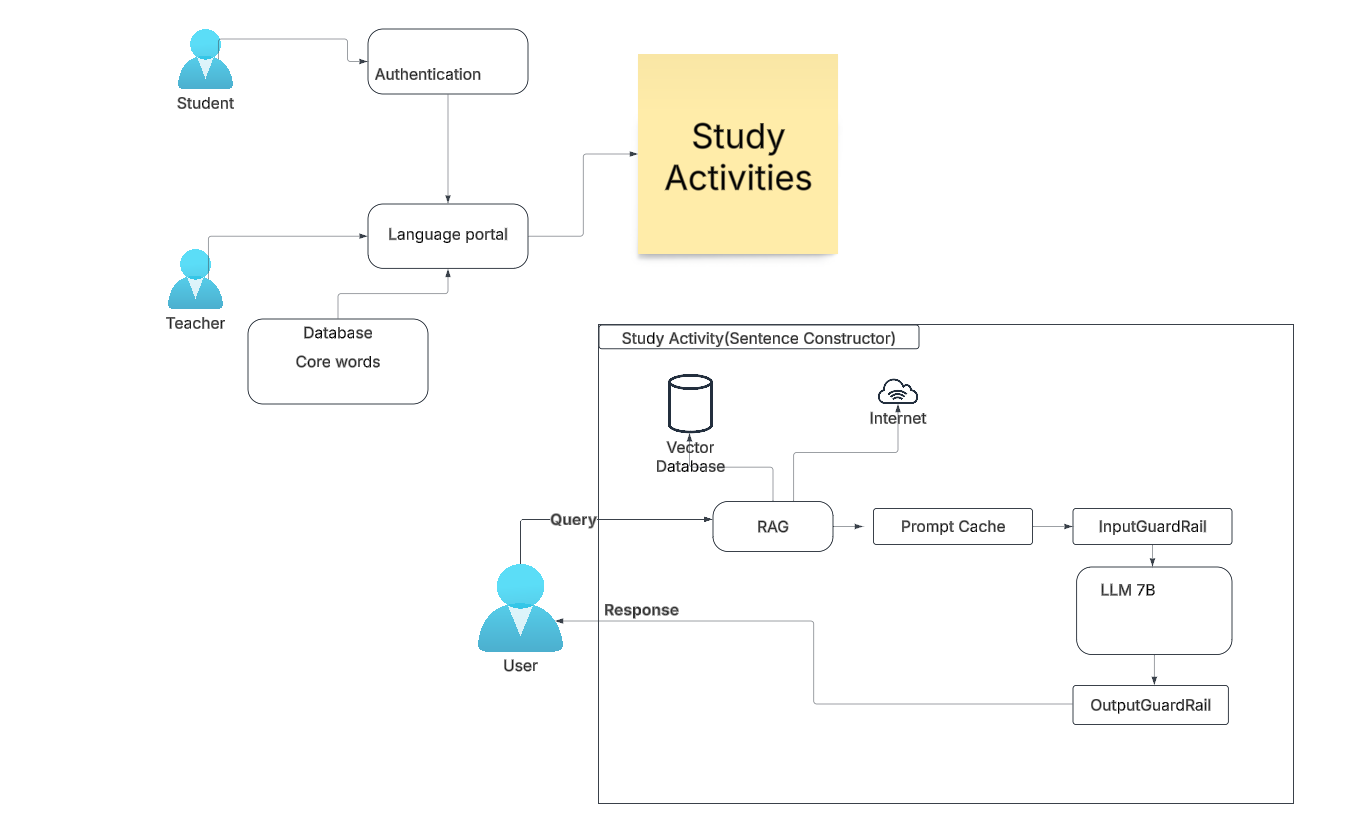 Student
Authentication
Study
Activities
Language portal
Teacher
Database
Core words
Study Activity(Sentence Constructor)
Internet
Vector
Database
Query
RAG
Prompt Cache
InputGuardRail
LLM 7B
Response
User
OutputGuardRail